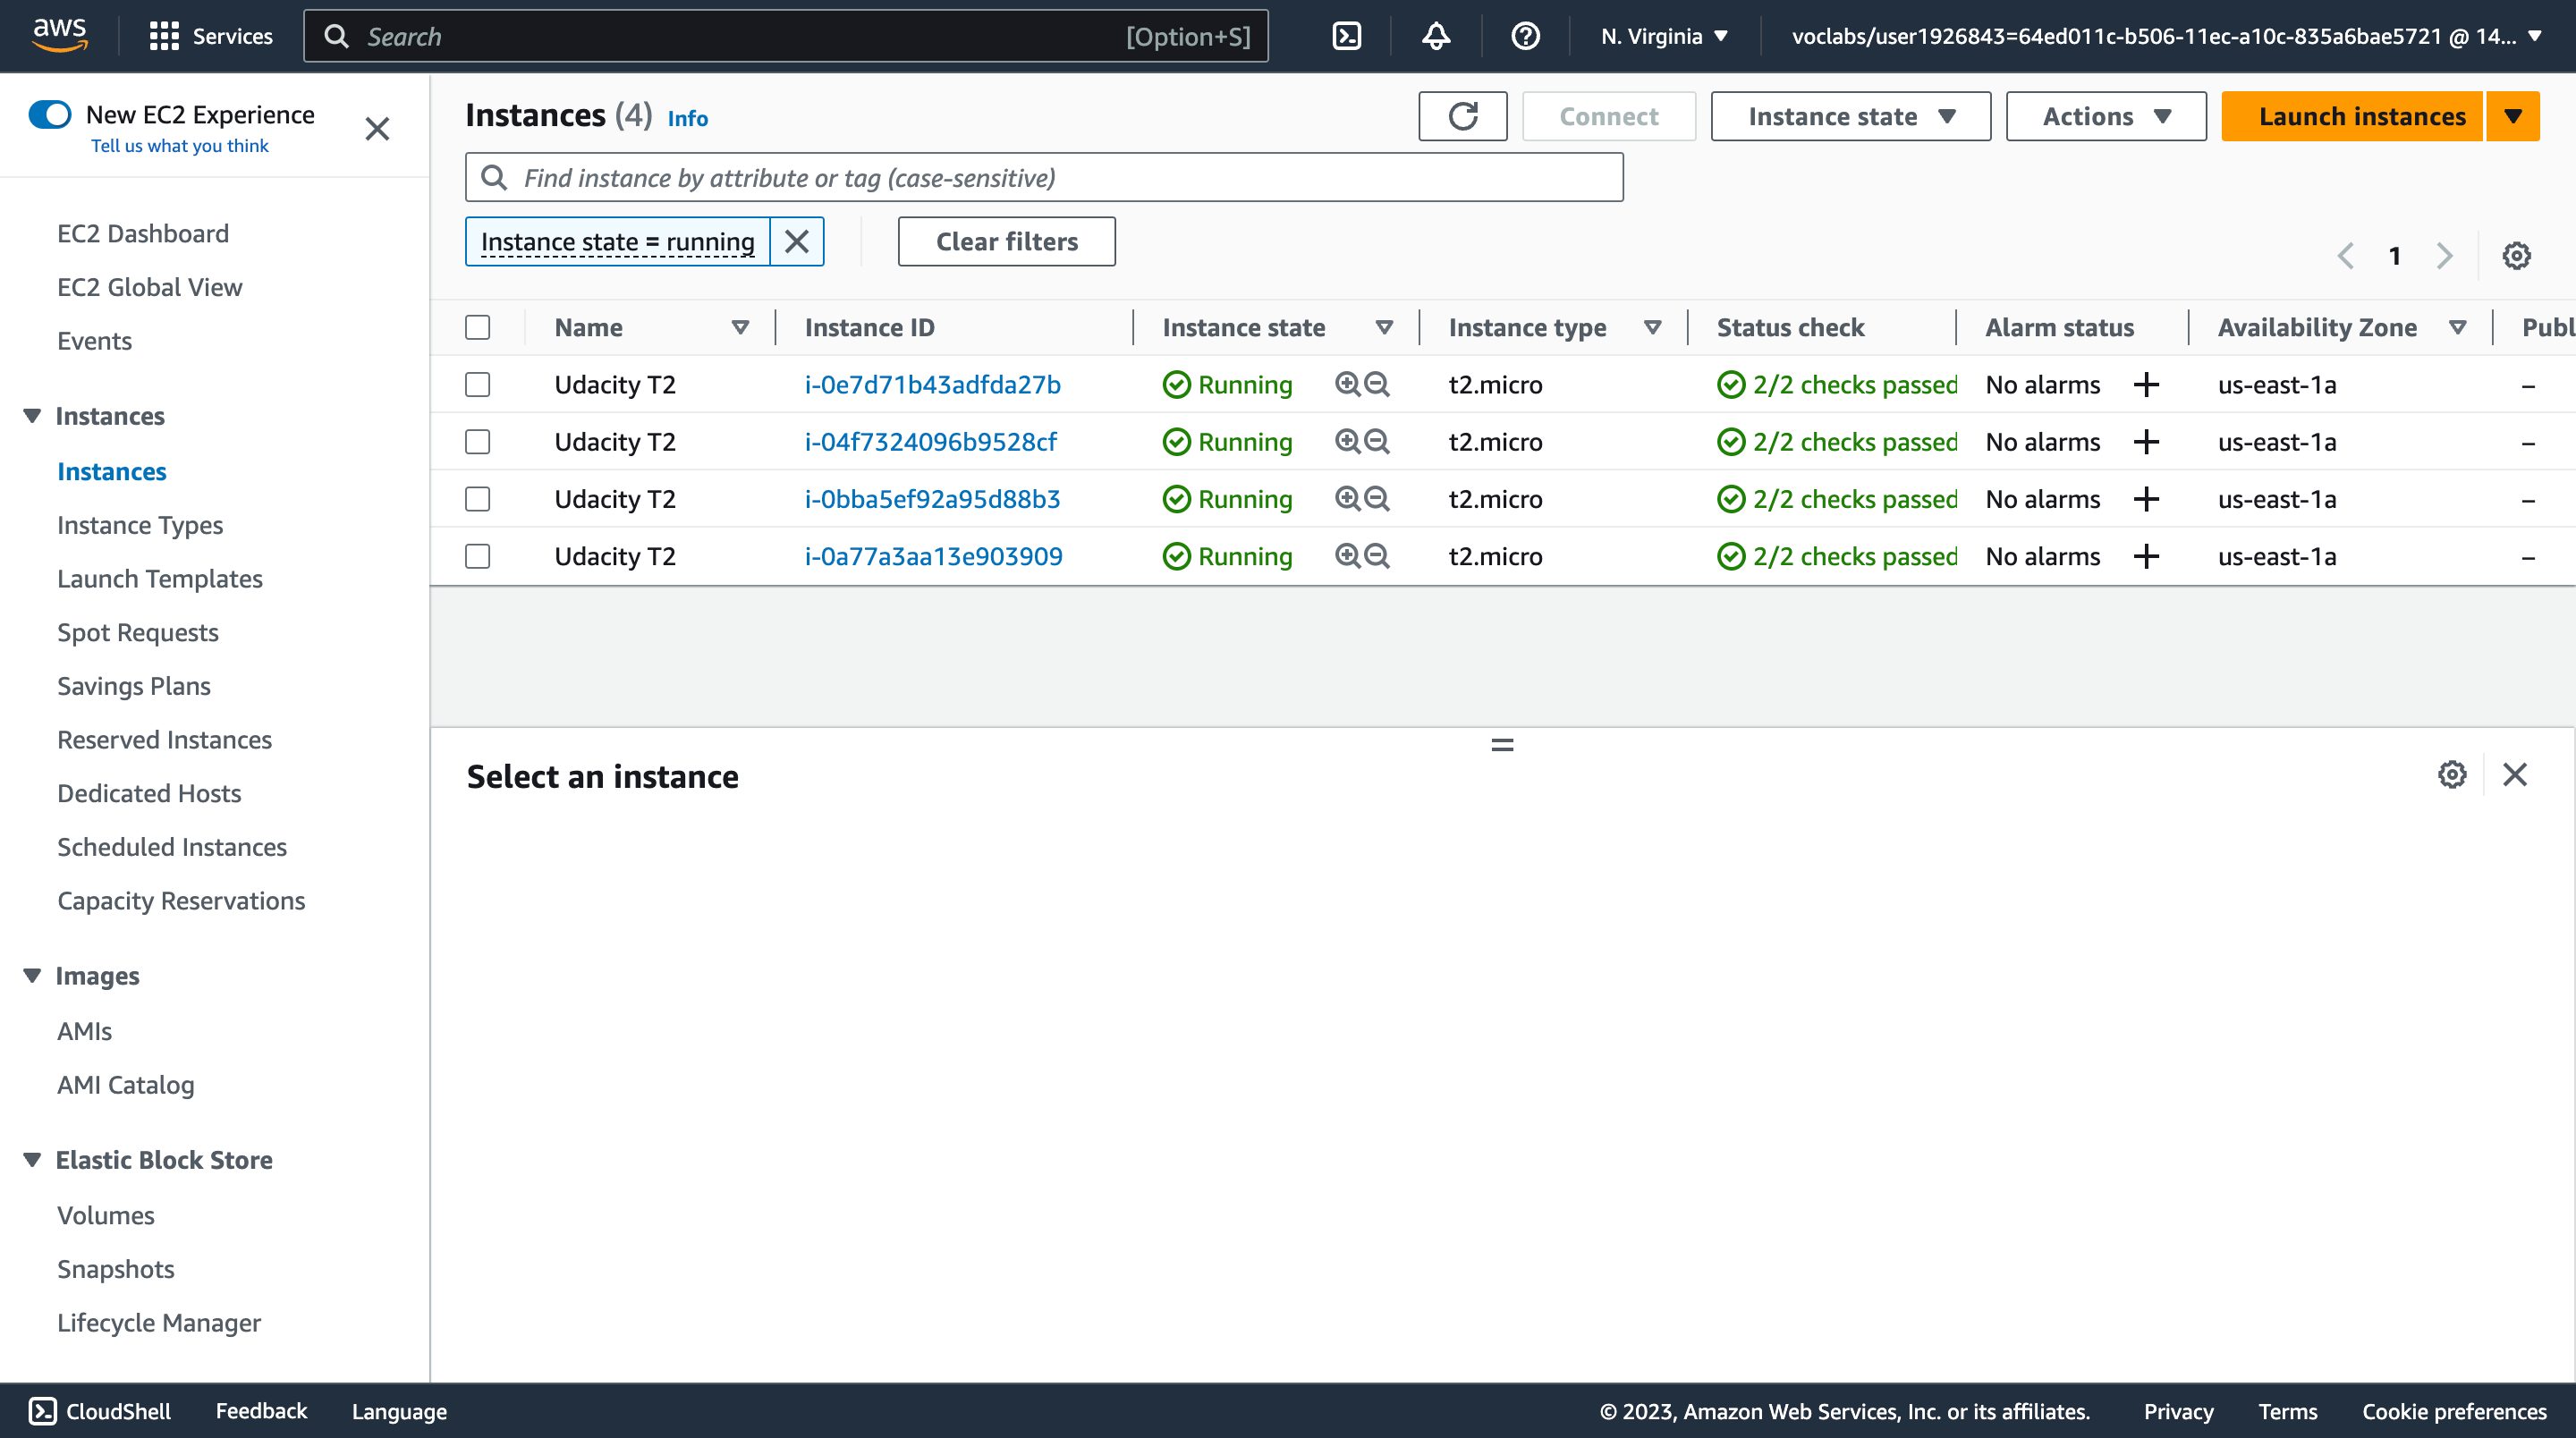 aws
Services
Search [Option+S]
N. Virginia
voclabs/user1926843=64ed011c-b506-11ec-a10c-835a6bae5721 @ 14...
New EC2 Experience
Tell us what you think
EC2 Dashboard
EC2 Global View
Events
Instances
Instances
Instance Types
Launch Templates
Spot Requests
Savings Plans
Reserved Instances
Dedicated Hosts
Scheduled Instances
Capacity Reservations
Images
AMIs
AMI Catalog
Elastic Block Store
Volumes
Snapshots
Lifecycle Manager
Instances (4) Info
Connect
Instance state
Actions
Launch instances
Find instance by attribute or tag (case-sensitive)
Instance state = running
Clear filters
1
Name Instance ID Instance state Instance type Status check Alarm status Availability Zone Publ
Udacity T2 i-0e7d71b43adfda27b Running t2.micro 2/2 checks passed No alarms + us-east-1a –
Udacity T2 i-04f7324096b9528cf Running t2.micro 2/2 checks passed No alarms + us-east-1a –
Udacity T2 i-0bba5ef92a95d88b3 Running t2.micro 2/2 checks passed No alarms + us-east-1a –
Udacity T2 i-0a77a3aa13e903909 Running t2.micro 2/2 checks passed No alarms + us-east-1a –
Select an instance
CloudShell Feedback Language © 2023, Amazon Web Services, Inc. or its affiliates. Privacy Terms Cookie preferences